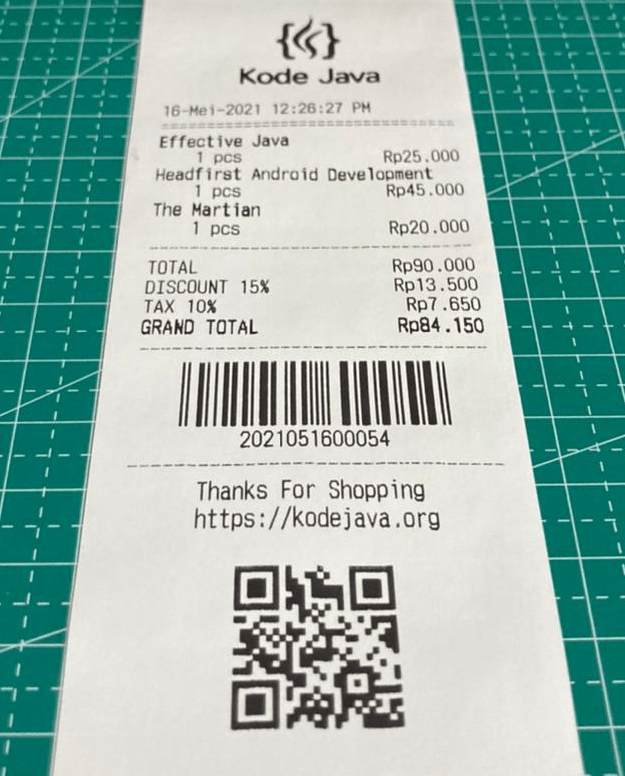 Kode Java
16-Mei-2021 12:26:27 PM
Effective Java
1 pcs Rp25.000
Headfirst Android Development
1 pcs Rp45.000
The Martian
1 pcs Rp20.000
TOTAL Rp90.000
DISCOUNT 15% Rp13.500
TAX 10% Rp7.650
GRAND TOTAL Rp84.150
2021051600054
Thanks For Shopping
https://kodejava.org